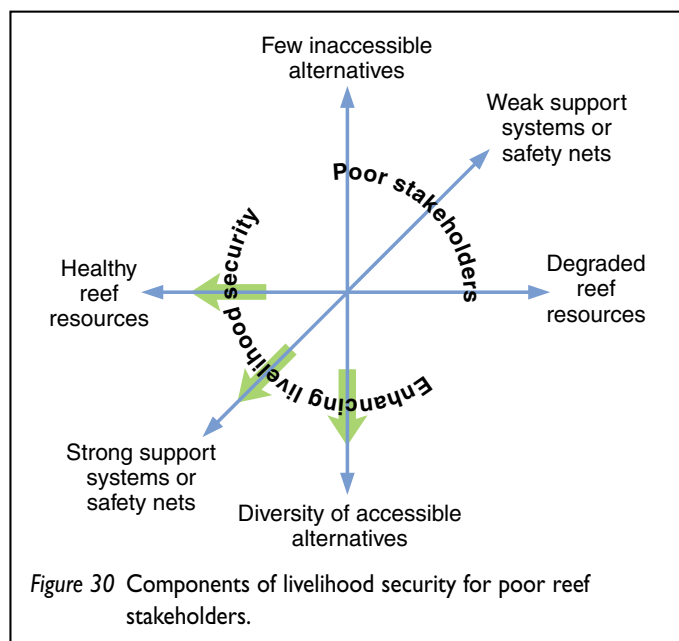 Few inaccessible
alternatives
Weak support
systems or
safety nets
Poor stakeholders
Healthy
reef
resources
Degraded
reef
resources
Enhancing livelihood security
Strong support
systems or
safety nets
Diversity of accessible
alternatives
Figure 30 Components of livelihood security for poor reef
stakeholders.